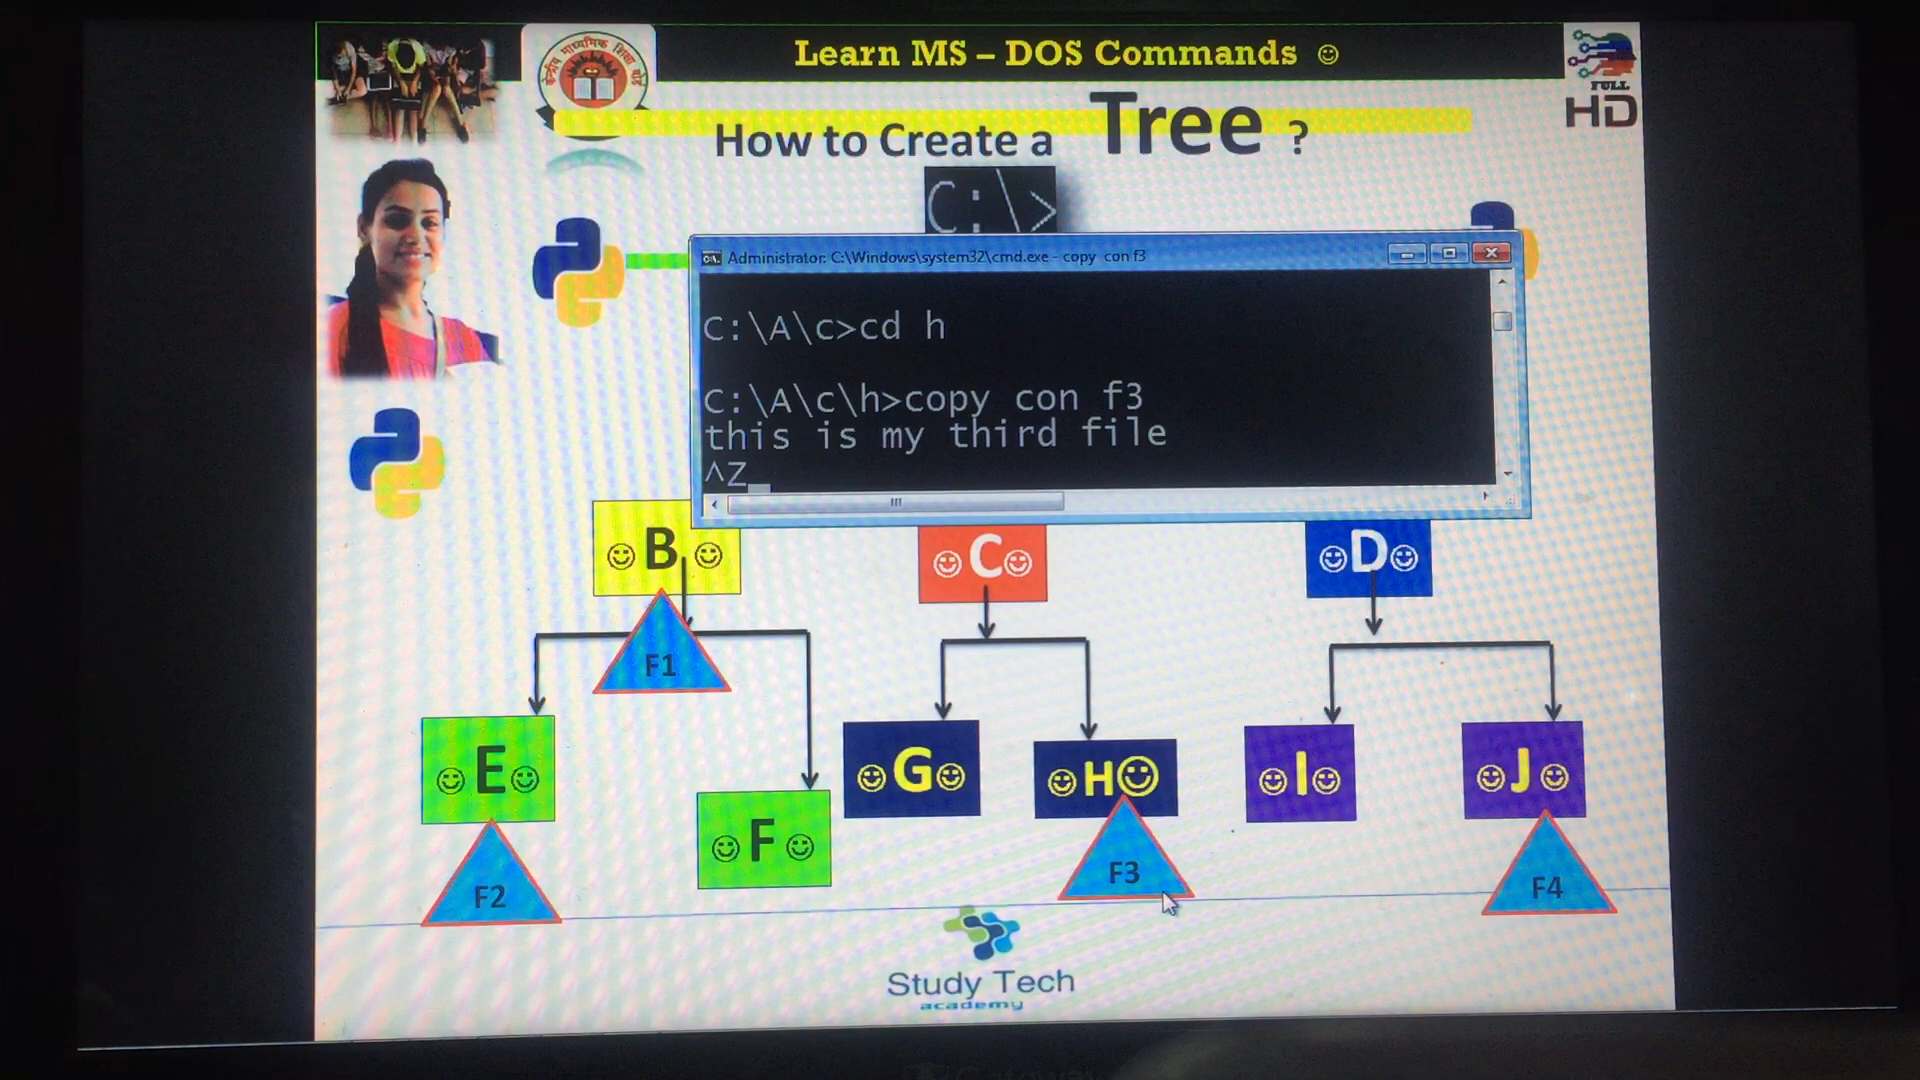 Learn MS – DOS Commands ☺
FULL
HD
How to Create a Tree ?
C:\>
Administrator: C:\Windows\system32\cmd.exe - copy con f3
C:\A\c>cd h
C:\A\c\h>copy con f3
this is my third file
^Z_
☺B☺
☺C☺
☺D☺
F1
☺E☺
☺F☺
☺G☺
☺H☺
☺I☺
☺J☺
F2
F3
F4
Study Tech
academy